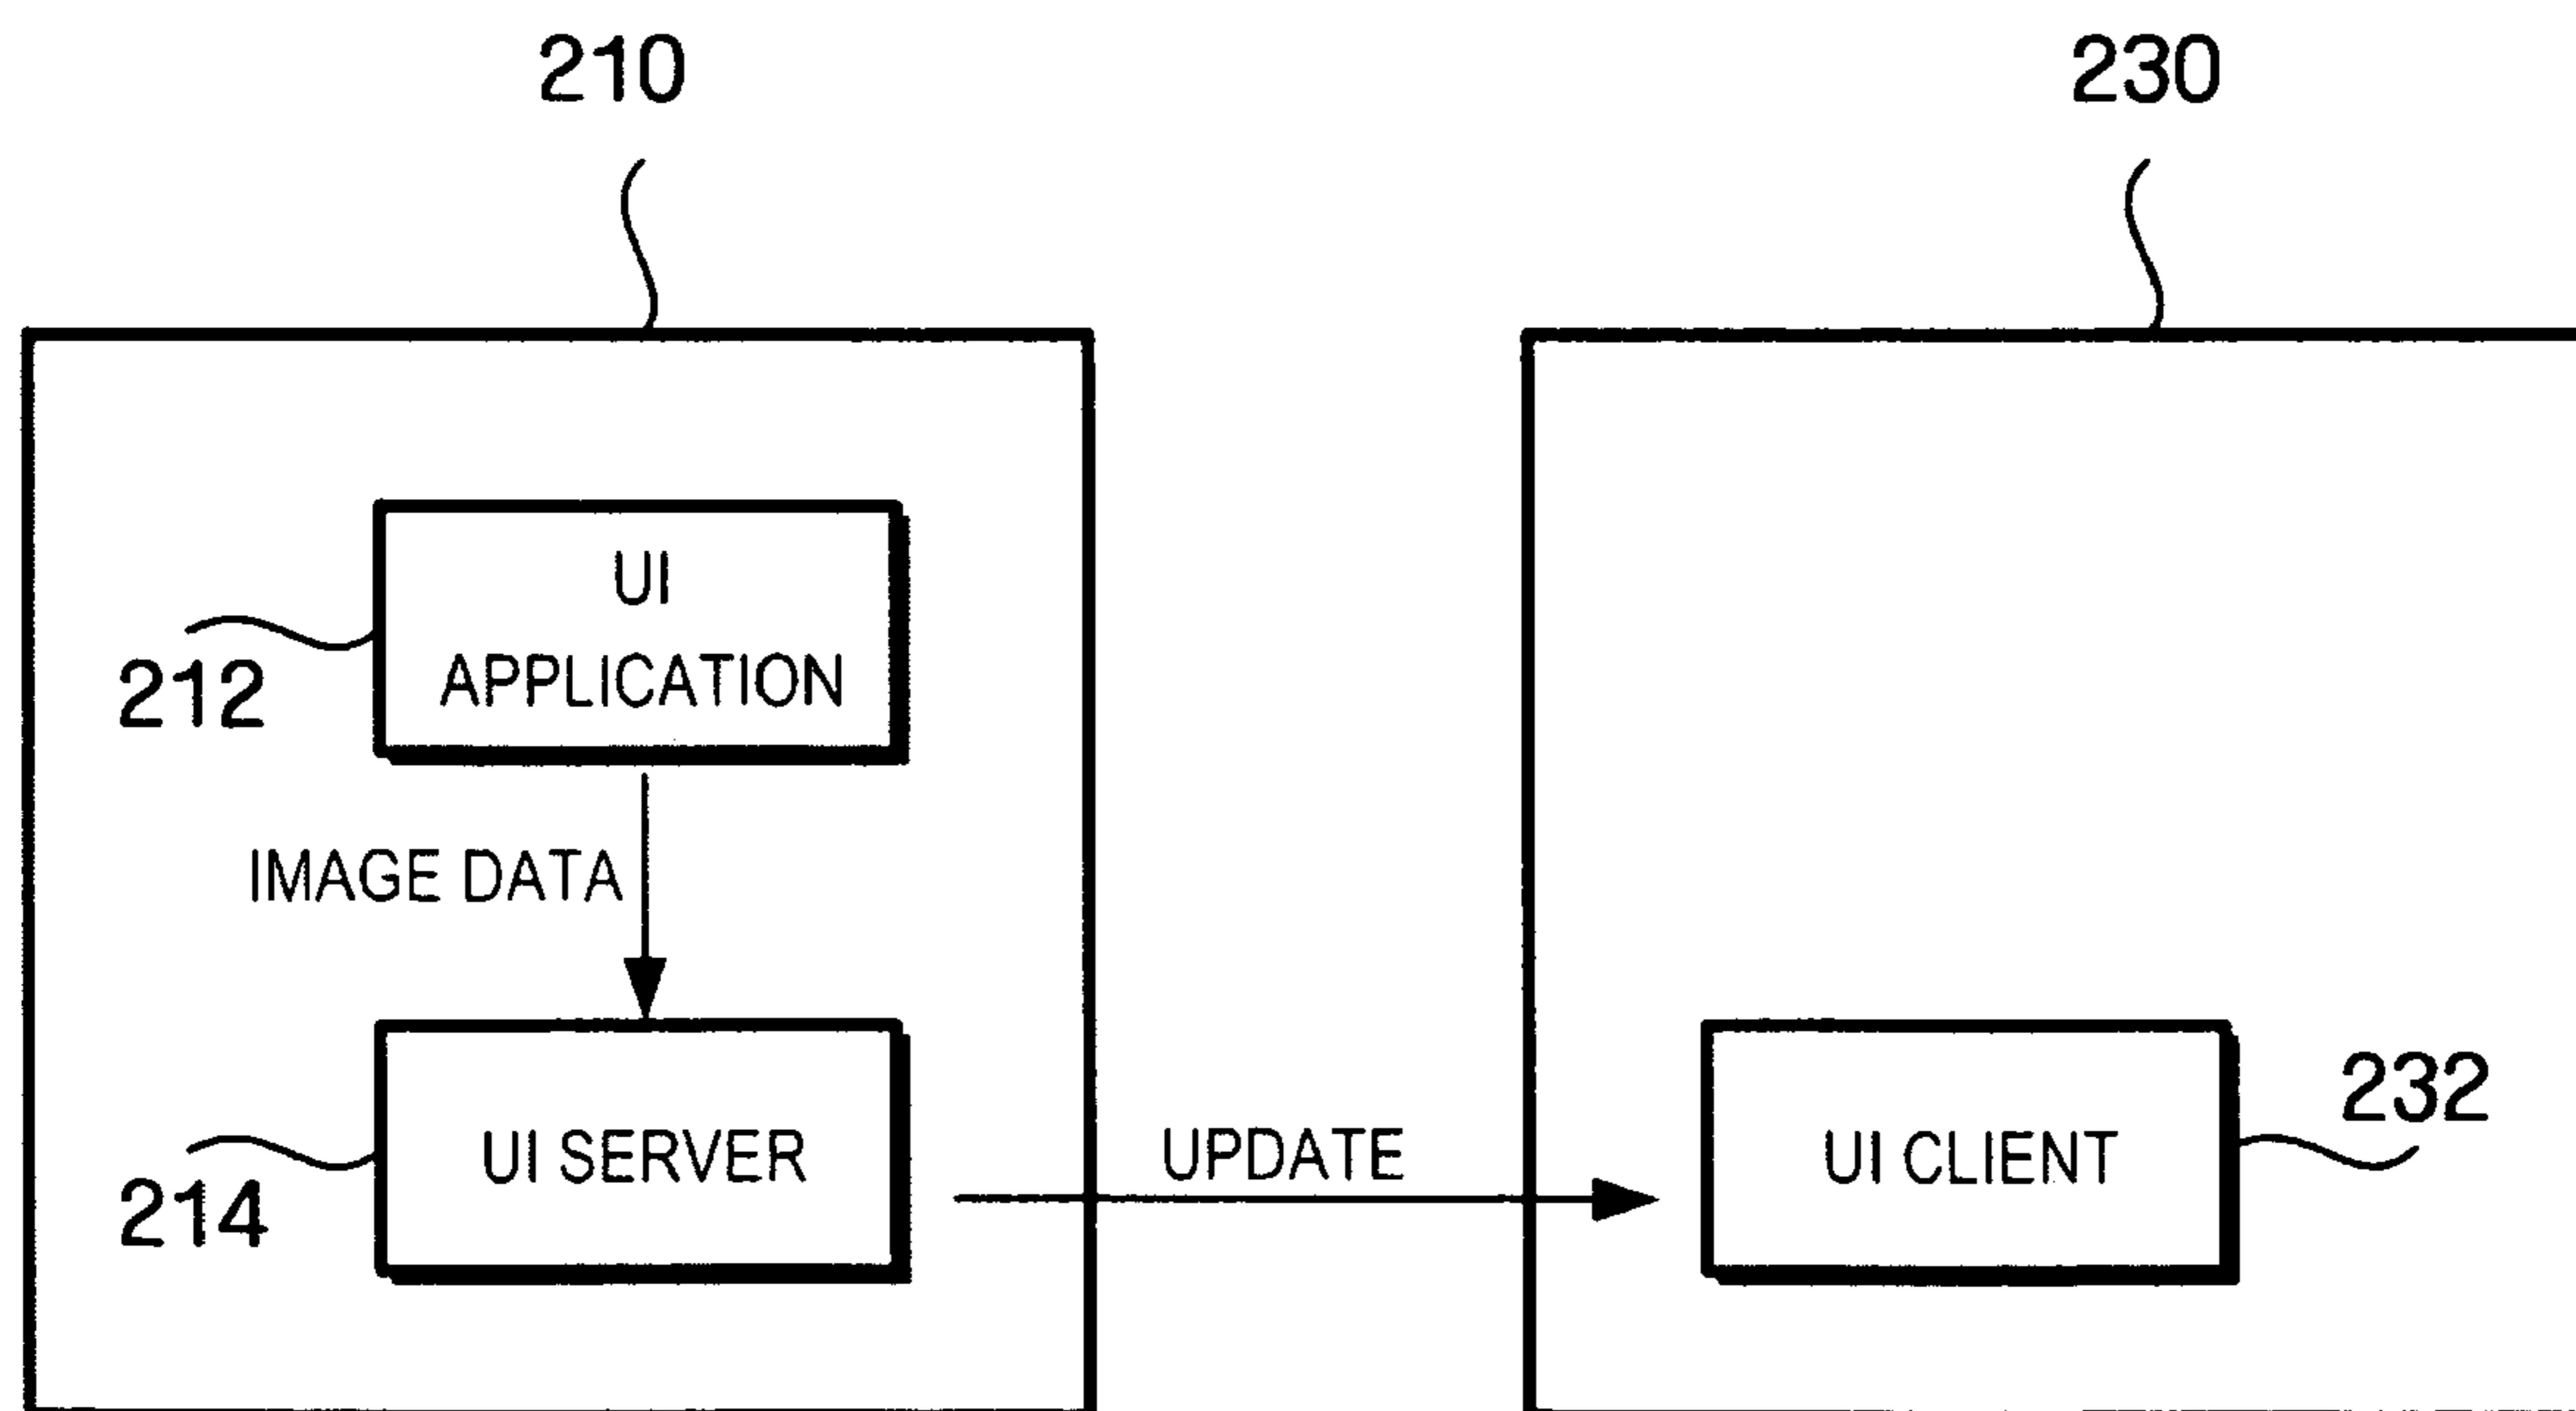 210
230
UI
APPLICATION
212
IMAGE DATA
UI SERVER
214
UPDATE
UI CLIENT
232